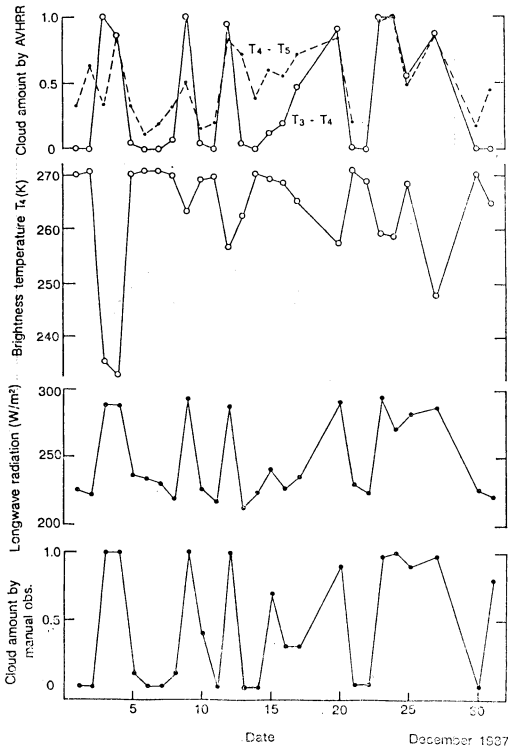 Cloud amount by AVHRR
1.0
0.5
0
T4 - T5
T3 - T4
Brightness temperature T4 (K)
270
260
250
240
Longwave radiation (W/m²)
300
250
200
Cloud amount by
manual obs.
1.0
0.5
0
5 10 15 20 25 30
Date
December 1987